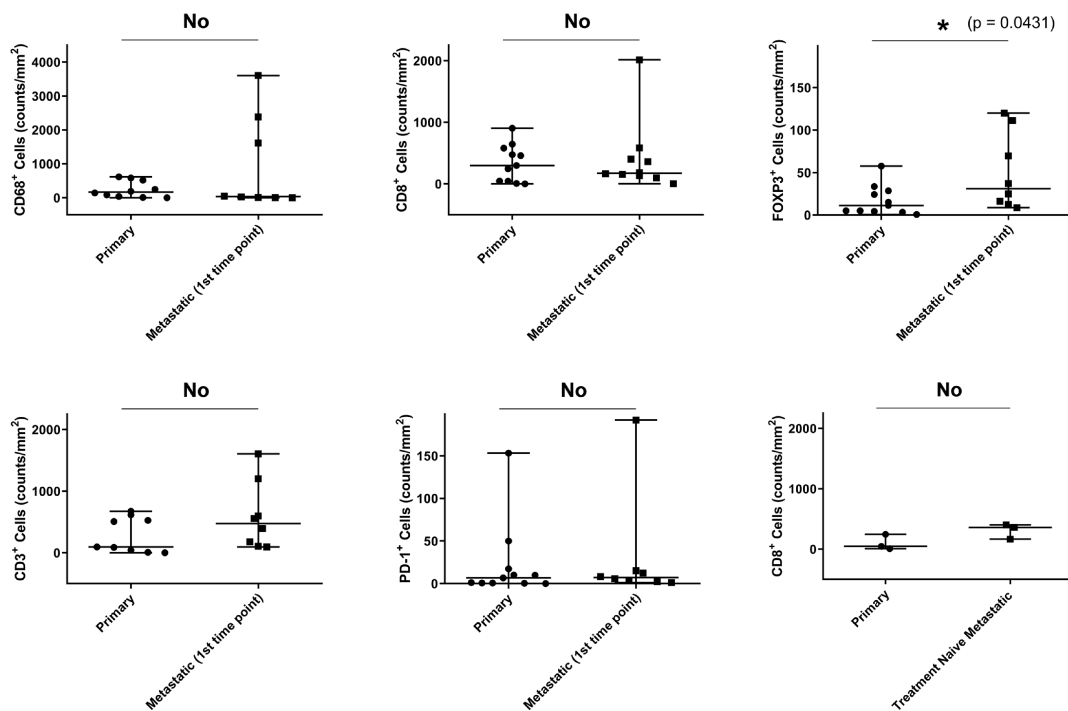 No
CD68+ Cells (counts/mm²)
4000
3000
2000
1000
0
Primary
Metastatic (1st time point)
No
CD8+ Cells (counts/mm²)
2000
1000
0
Primary
Metastatic (1st time point)
* (p = 0.0431)
FOXP3+ Cells (counts/mm²)
150
100
50
0
Primary
Metastatic (1st time point)
No
CD3+ Cells (counts/mm²)
2000
1000
0
Primary
Metastatic (1st time point)
No
PD-1+ Cells (counts/mm²)
150
100
50
0
Primary
Metastatic (1st time point)
No
CD8+ Cells (counts/mm²)
2000
1000
0
Primary
Treatment Naive Metastatic